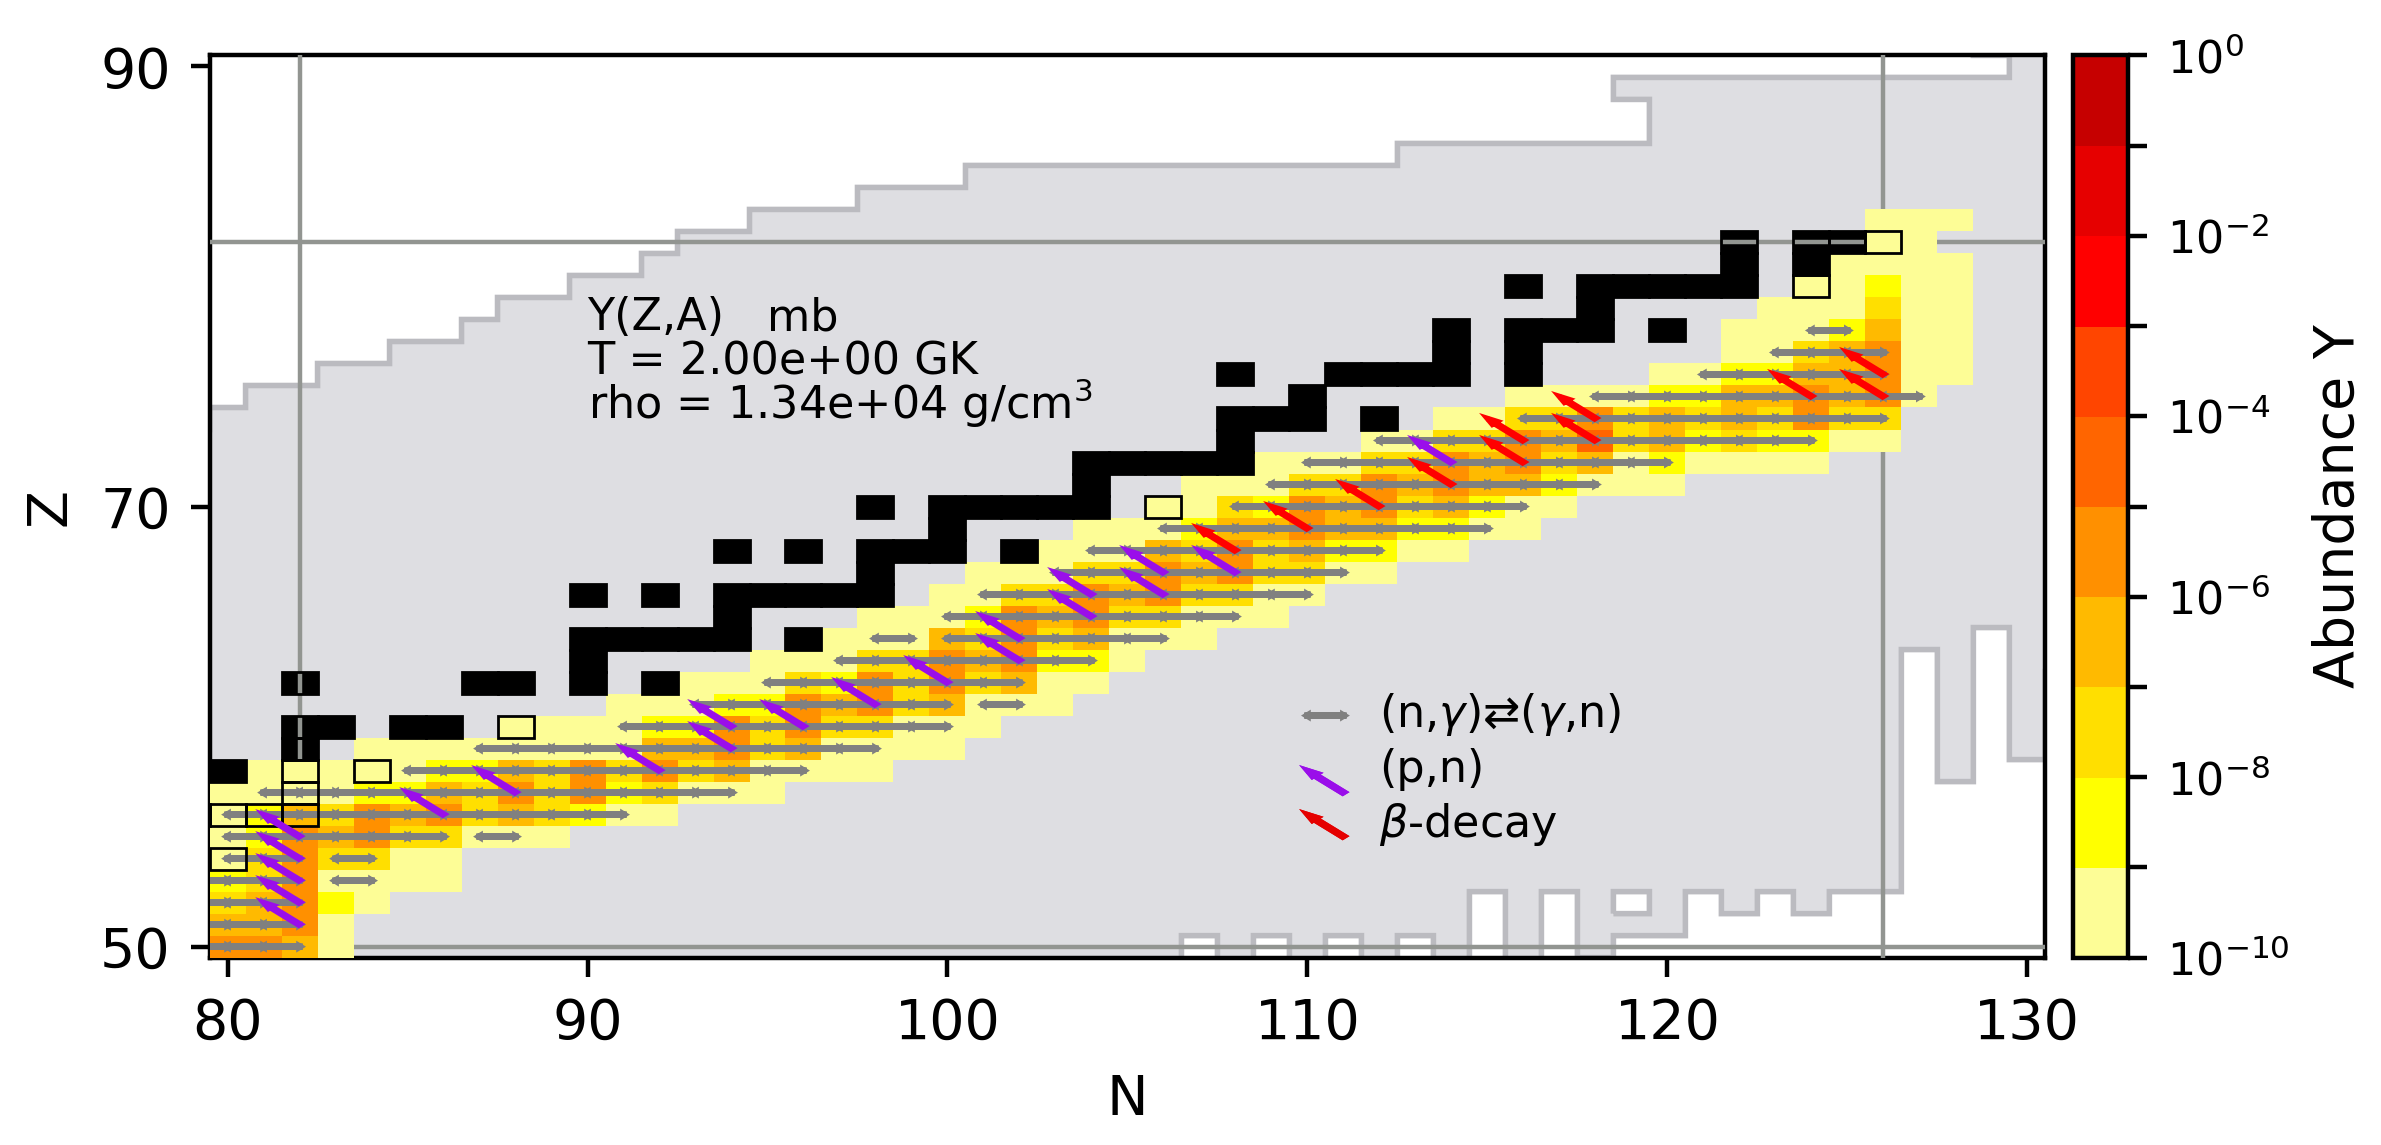 90
70
50
Z
Y(Z,A) mb
T = 2.00e+00 GK
rho = 1.34e+04 g/cm³
(n,γ)⇄(γ,n)
(p,n)
β-decay
80 90 100 110 120 130
N
10⁰
10⁻²
10⁻⁴
10⁻⁶
10⁻⁸
10⁻¹⁰
Abundance Y